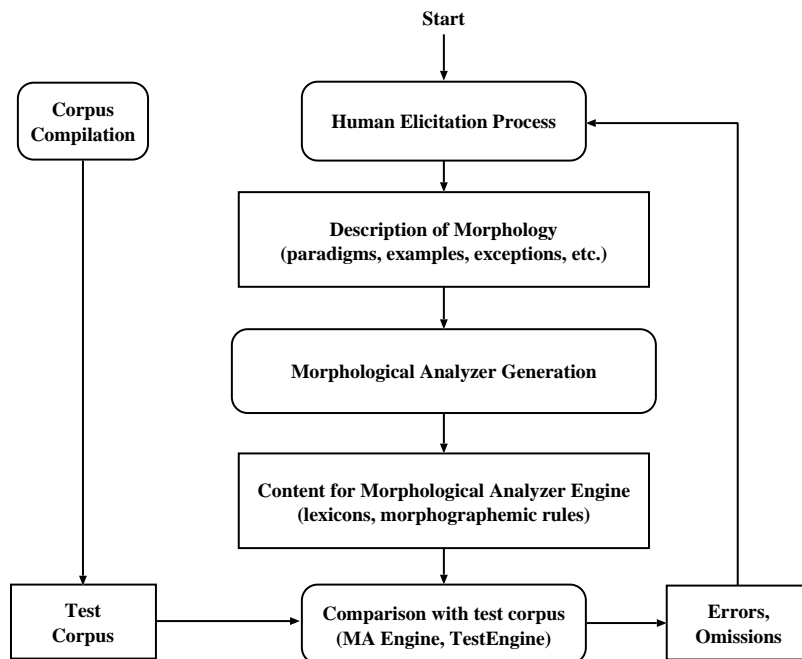 Start
Corpus
Compilation
Human Elicitation Process
Description of Morphology
(paradigms, examples, exceptions, etc.)
Morphological Analyzer Generation
Content for Morphological Analyzer Engine
(lexicons, morphographemic rules)
Test
Corpus
Comparison with test corpus
(MA Engine, TestEngine)
Errors,
Omissions